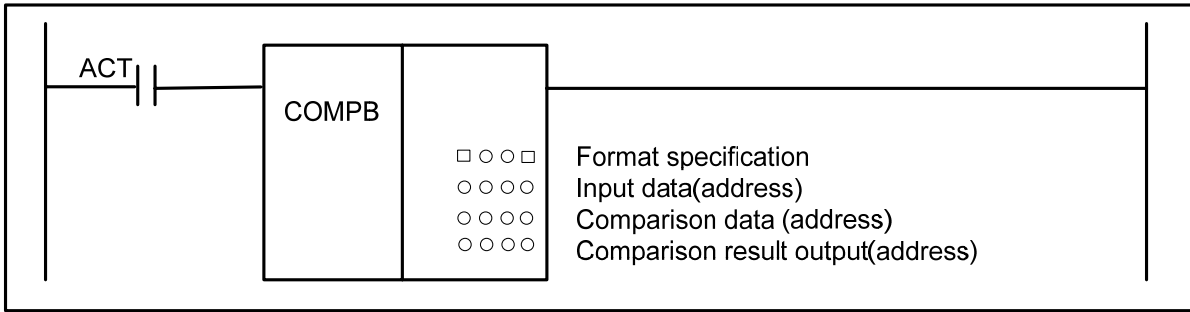 ACT
COMPB
□○○□ Format specification
○○○○ Input data(address)
○○○○ Comparison data (address)
○○○○ Comparison result output(address)